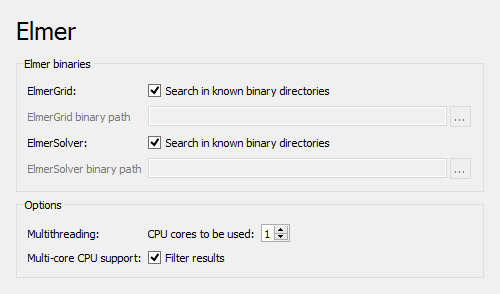 Elmer
Elmer binaries
ElmerGrid: Search in known binary directories
ElmerGrid binary path ...
ElmerSolver: Search in known binary directories
ElmerSolver binary path ...
Options
Multithreading: CPU cores to be used: 1
Multi-core CPU support: Filter results